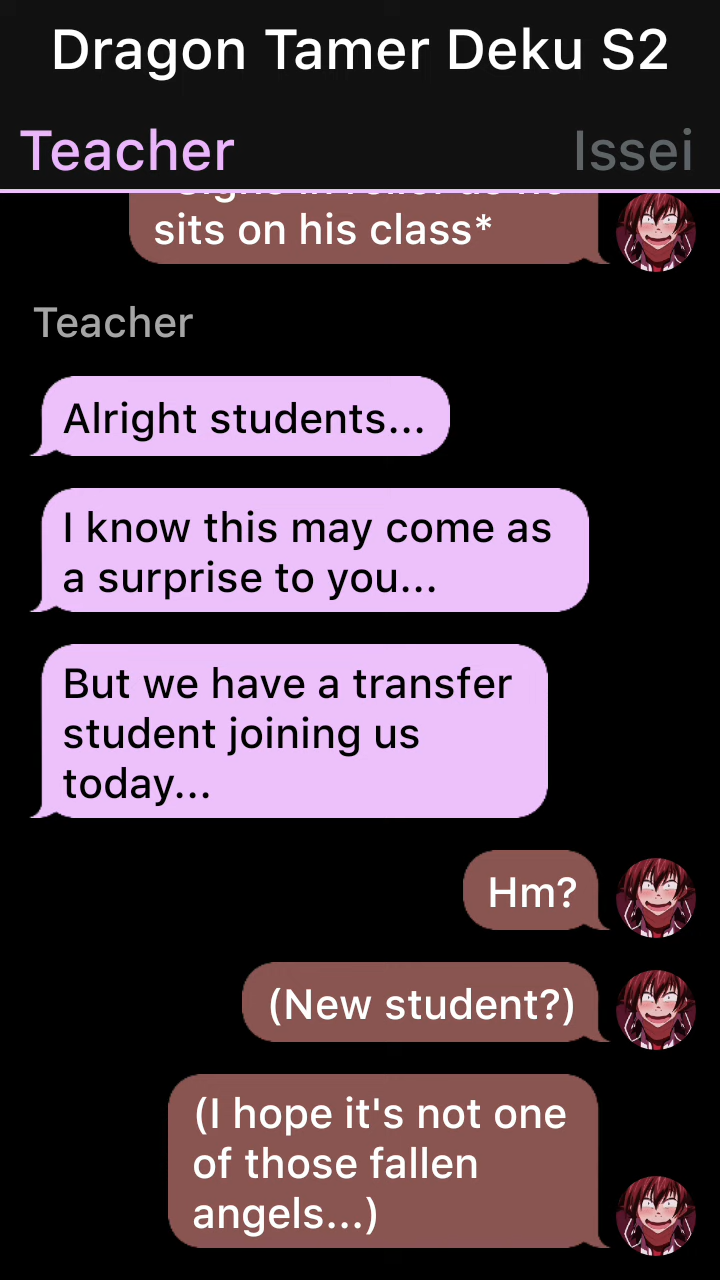 Dragon Tamer Deku S2
Teacher
Issei
sits on his class*
Teacher
Alright students...
I know this may come as
a surprise to you...
But we have a transfer
student joining us
today...
Hm?
(New student?)
(I hope it's not one
of those fallen
angels...)